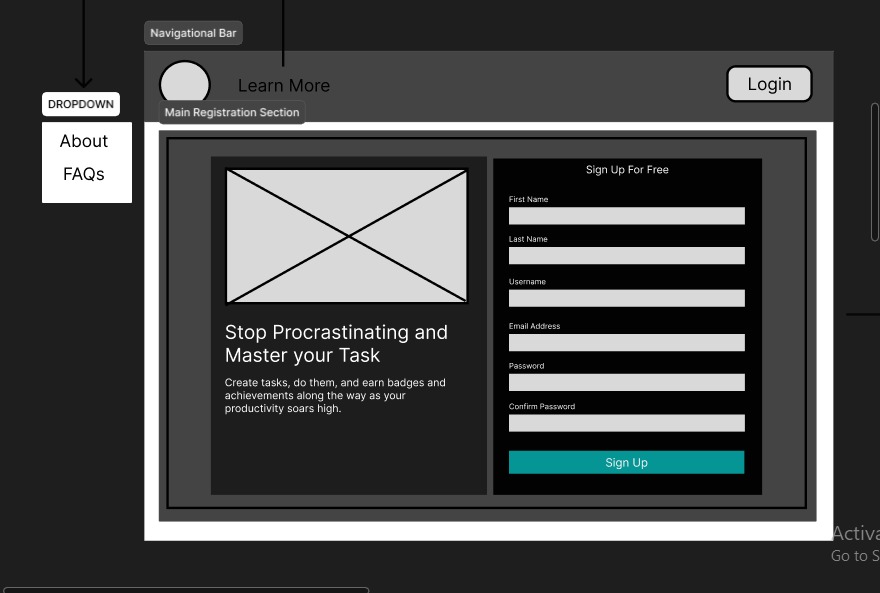 Navigational Bar
Learn More
Login
DROPDOWN
Main Registration Section
About
FAQs
Sign Up For Free
First Name
Last Name
Username
Email Address
Password
Confirm Password
Sign Up
Stop Procrastinating and
Master your Task
Create tasks, do them, and earn badges and
achievements along the way as your
productivity soars high.
Go to S